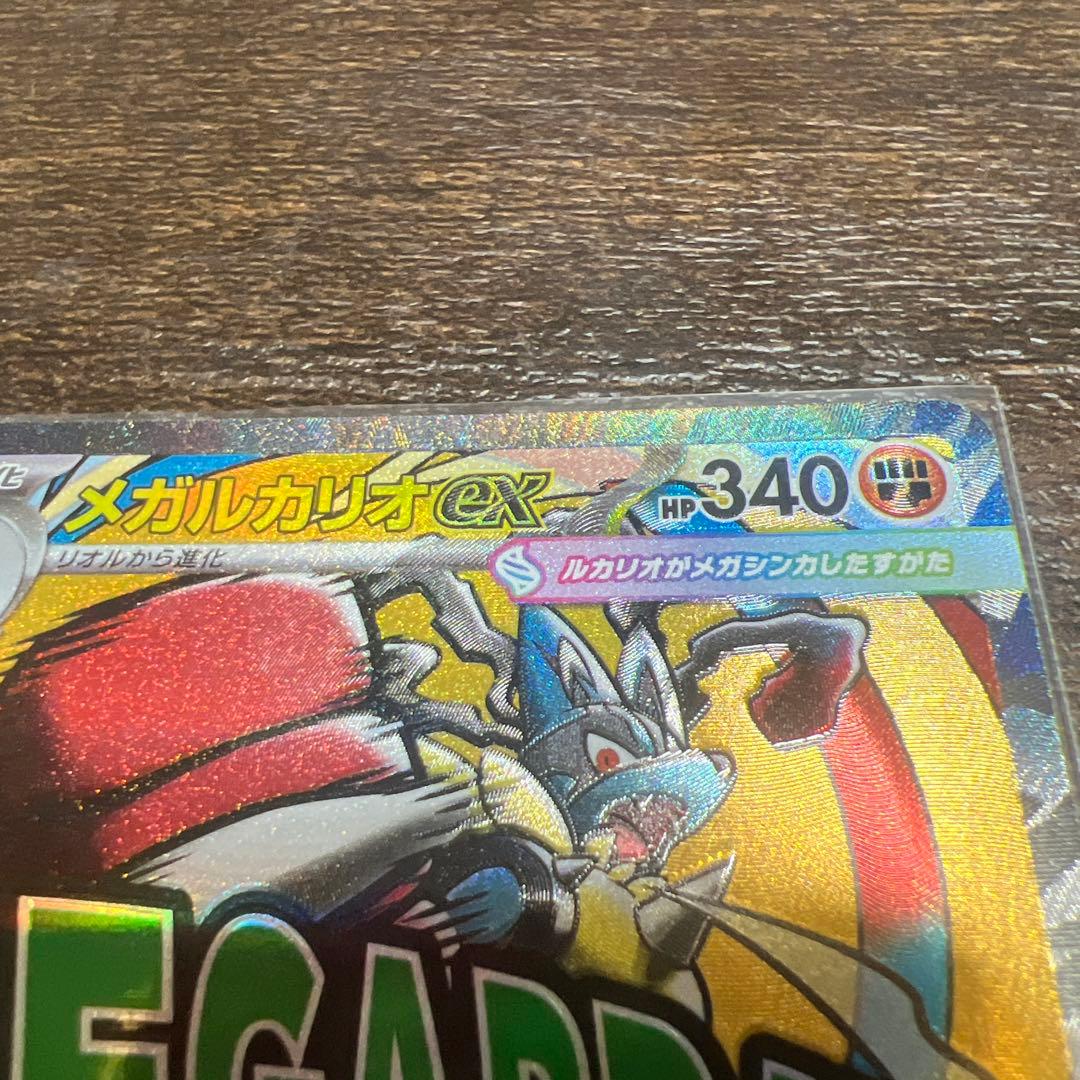 化
メガルカリオex
HP340
リオルから進化
ルカリオがメガシンカしたすがた